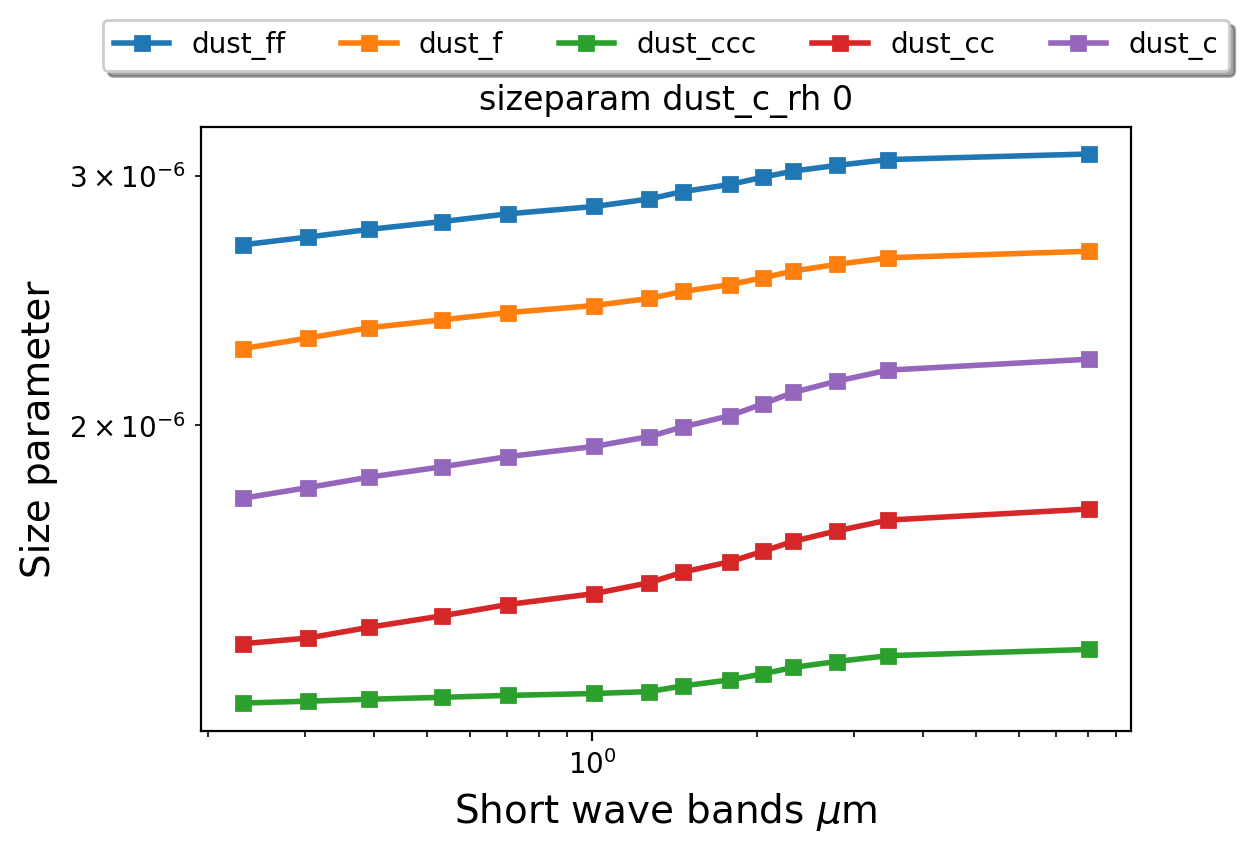 dust_ff dust_f dust_ccc dust_cc dust_c
sizeparam dust_c_rh 0
3 × 10⁻⁶
2 × 10⁻⁶
Size parameter
10⁰
Short wave bands μm